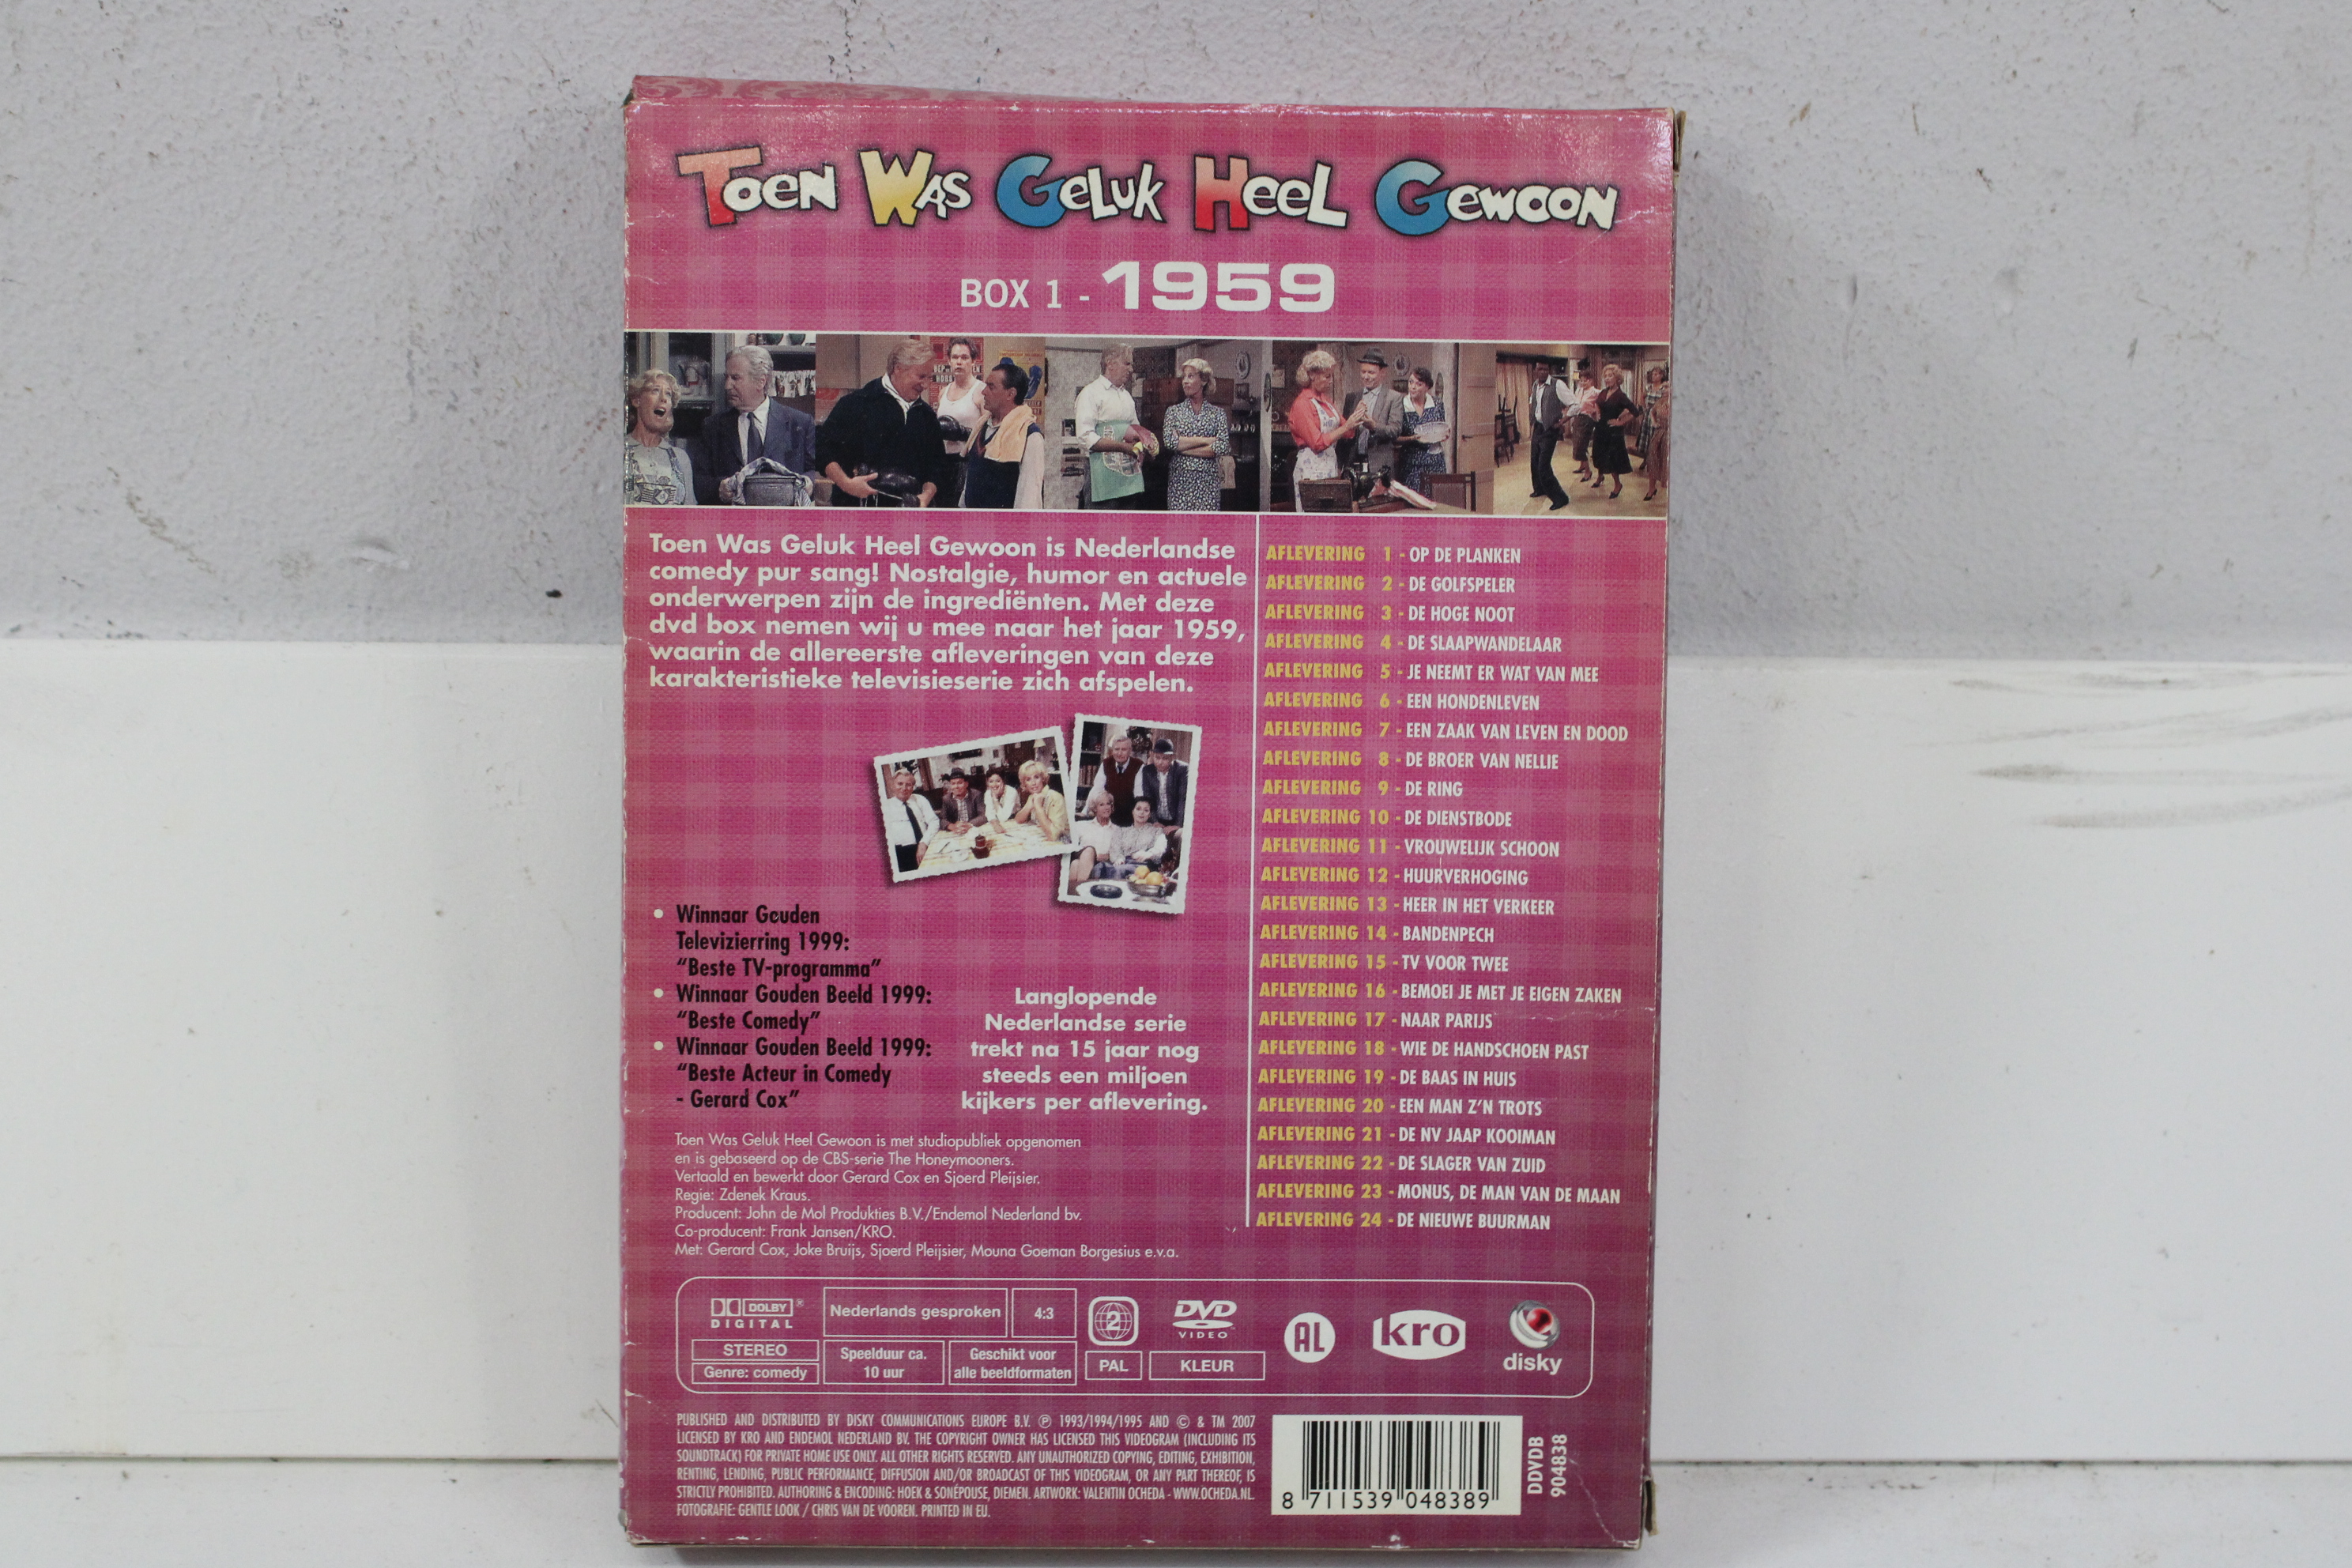 Toen Was Geluk Heel Gewoon
BOX 1 - 1959
Toen Was Geluk Heel Gewoon is Nederlandse
comedy pur sang! Nostalgie, humor en actuele
onderwerpen zijn de ingrediënten. Met deze
dvd box nemen wij u mee naar het jaar 1959,
waarin de allereerste afleveringen van deze
karakteristieke televisieserie zich afspelen.
• Winnaar Gouden
Televizierring 1999:
“Beste TV-programma”
• Winnaar Gouden Beeld 1999:
“Beste Comedy”
• Winnaar Gouden Beeld 1999:
“Beste Acteur in Comedy
- Gerard Cox”
Langlopende
Nederlandse serie
trekt na 15 jaar nog
steeds een miljoen
kijkers per aflevering.
Toen Was Geluk Heel Gewoon is met studiopubliek opgenomen
en is gebaseerd op de CBS-serie The Honeymooners.
Vertaald en bewerkt door Gerard Cox en Sjoerd Pleijsier.
Regie: Zdenek Kraus.
Producent: John de Mol Produkties B.V./Endemol Nederland bv.
Co-producent: Frank Jansen/KRO.
Met: Gerard Cox, Joke Bruijs, Sjoerd Pleijsier, Mouna Goeman Borgesius e.v.a.
AFLEVERING 1 - OP DE PLANKEN
AFLEVERING 2 - DE GOLFSPELER
AFLEVERING 3 - DE HOGE NOOT
AFLEVERING 4 - DE SLAAPWANDELAAR
AFLEVERING 5 - JE NEEMT ER WAT VAN MEE
AFLEVERING 6 - EEN HONDENLEVEN
AFLEVERING 7 - EEN ZAAK VAN LEVEN EN DOOD
AFLEVERING 8 - DE BROER VAN NELLIE
AFLEVERING 9 - DE RING
AFLEVERING 10 - DE DIENSTBODE
AFLEVERING 11 - VROUWELIJK SCHOON
AFLEVERING 12 - HUURVERHOGING
AFLEVERING 13 - HEER IN HET VERKEER
AFLEVERING 14 - BANDENPECH
AFLEVERING 15 - TV VOOR TWEE
AFLEVERING 16 - BEMOEI JE MET JE EIGEN ZAKEN
AFLEVERING 17 - NAAR PARIJS
AFLEVERING 18 - WIE DE HANDSCHOEN PAST
AFLEVERING 19 - DE BAAS IN HUIS
AFLEVERING 20 - EEN MAN Z'N TROTS
AFLEVERING 21 - DE NV JAAP KOOIMAN
AFLEVERING 22 - DE SLAGER VAN ZUID
AFLEVERING 23 - MONUS, DE MAN VAN DE MAAN
AFLEVERING 24 - DE NIEUWE BUURMAN
DOLBY ®
DIGITAL
STEREO
Genre: comedy
Nederlands gesproken
4:3
Speelduur ca.
10 uur
Geschikt voor
alle beeldformaten
2
PAL
DVD
VIDEO
KLEUR
AL
kro
disky
PUBLISHED AND DISTRIBUTED BY DISKY COMMUNICATIONS EUROPE B.V. ℗ 1993/1994/1995 AND © & TM 2007
LICENSED BY KRO AND ENDEMOL NEDERLAND BV. THE COPYRIGHT OWNER HAS LICENSED THIS VIDEOGRAM (INCLUDING ITS
SOUNDTRACK) FOR PRIVATE HOME USE ONLY. ALL OTHER RIGHTS RESERVED. ANY UNAUTHORIZED COPYING, EDITING, EXHIBITION,
RENTING, LENDING, PUBLIC PERFORMANCE, DIFFUSION AND/OR BROADCAST OF THIS VIDEOGRAM, OR ANY PART THEREOF, IS
STRICTLY PROHIBITED. AUTHORING & ENCODING: HOEK & SONÉPOUSE, DIEMEN. ARTWORK: VALENTIN OCHEDA - WWW.OCHEDA.NL
FOTOGRAFIE: GENTLE LOOK / CHRIS VAN DE VOOREN. PRINTED IN EU.
8 711539 048389
DDVDB
904838